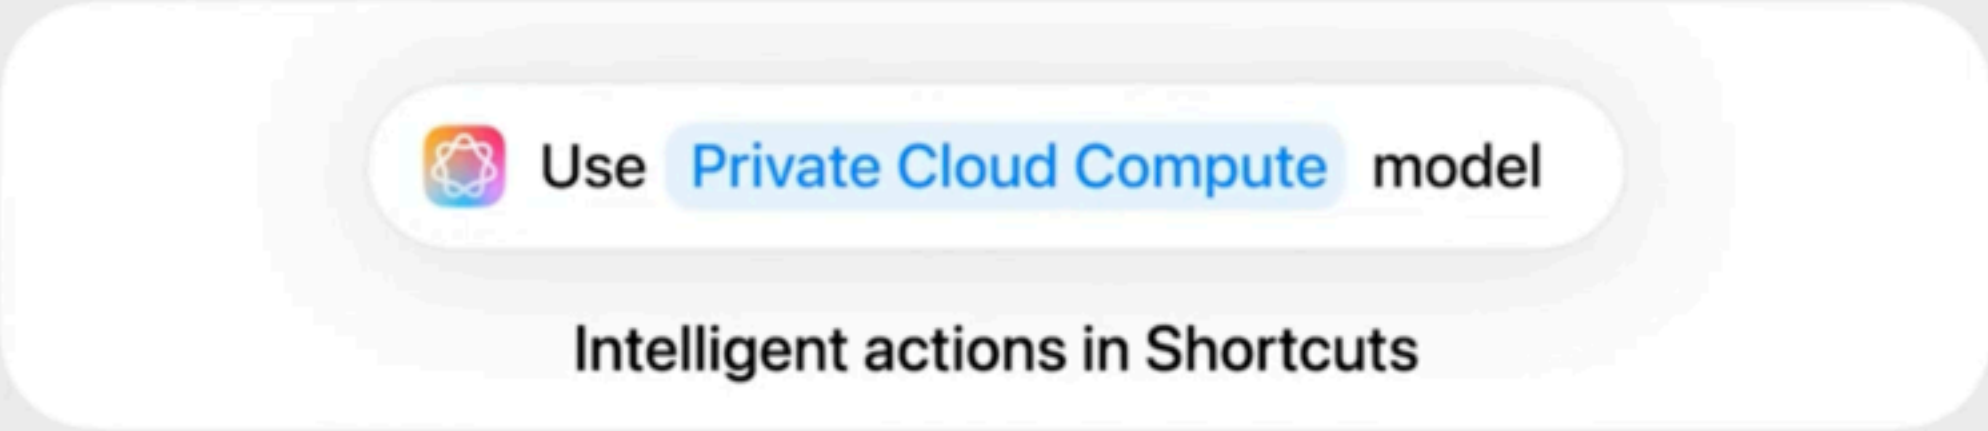 Use Private Cloud Compute model
Intelligent actions in Shortcuts